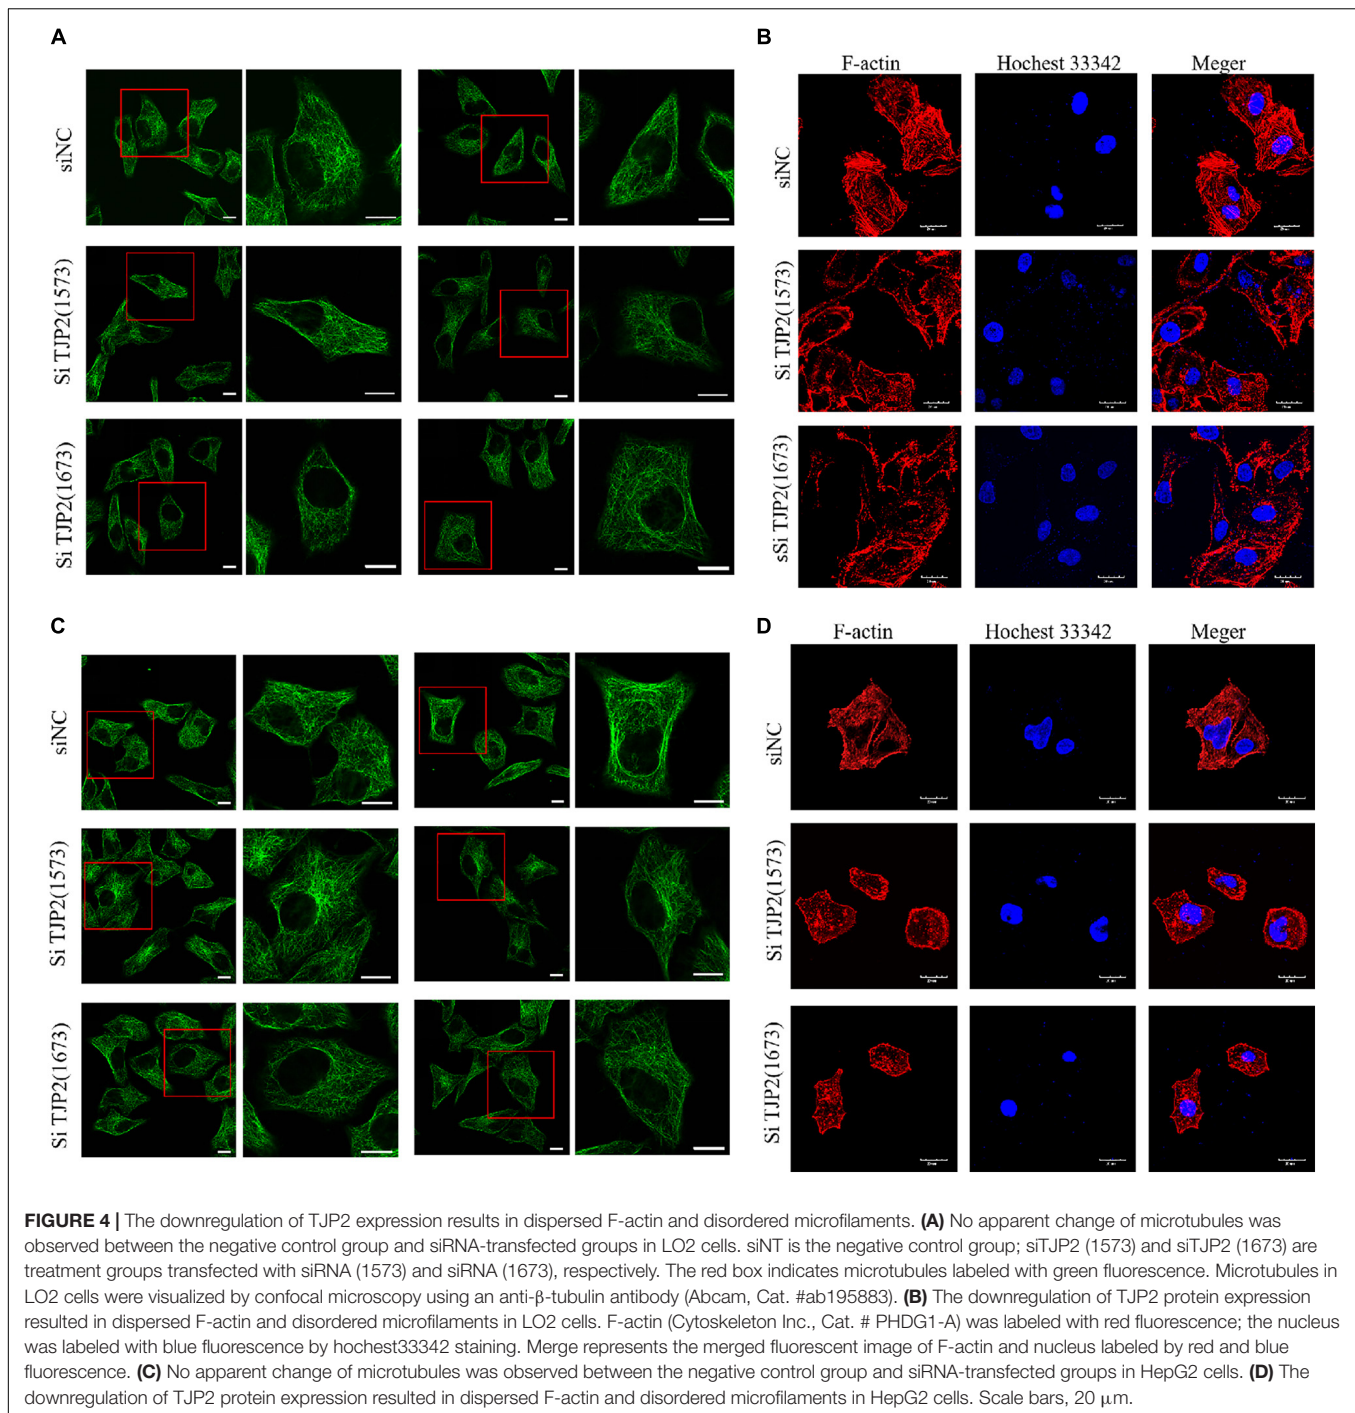 A
siNC
Si TJP2(1573)
Si TJP2(1673)
B
F-actin Hochest 33342 Meger
siNC
Si TJP2(1573)
sSi TJP2(1673)
C
siNC
Si TJP2(1573)
Si TJP2(1673)
D
F-actin Hochest 33342 Meger
siNC
Si TJP2(1573)
Si TJP2(1673)
FIGURE 4 | The downregulation of TJP2 expression results in dispersed F-actin and disordered microfilaments. (A) No apparent change of microtubules was
observed between the negative control group and siRNA-transfected groups in LO2 cells. siNT is the negative control group; siTJP2 (1573) and siTJP2 (1673) are
treatment groups transfected with siRNA (1573) and siRNA (1673), respectively. The red box indicates microtubules labeled with green fluorescence. Microtubules in
LO2 cells were visualized by confocal microscopy using an anti-β-tubulin antibody (Abcam, Cat. #ab195883). (B) The downregulation of TJP2 protein expression
resulted in dispersed F-actin and disordered microfilaments in LO2 cells. F-actin (Cytoskeleton Inc., Cat. # PHDG1-A) was labeled with red fluorescence; the nucleus
was labeled with blue fluorescence by hochest33342 staining. Merge represents the merged fluorescent image of F-actin and nucleus labeled by red and blue
fluorescence. (C) No apparent change of microtubules was observed between the negative control group and siRNA-transfected groups in HepG2 cells. (D) The
downregulation of TJP2 protein expression resulted in dispersed F-actin and disordered microfilaments in HepG2 cells. Scale bars, 20 μm.